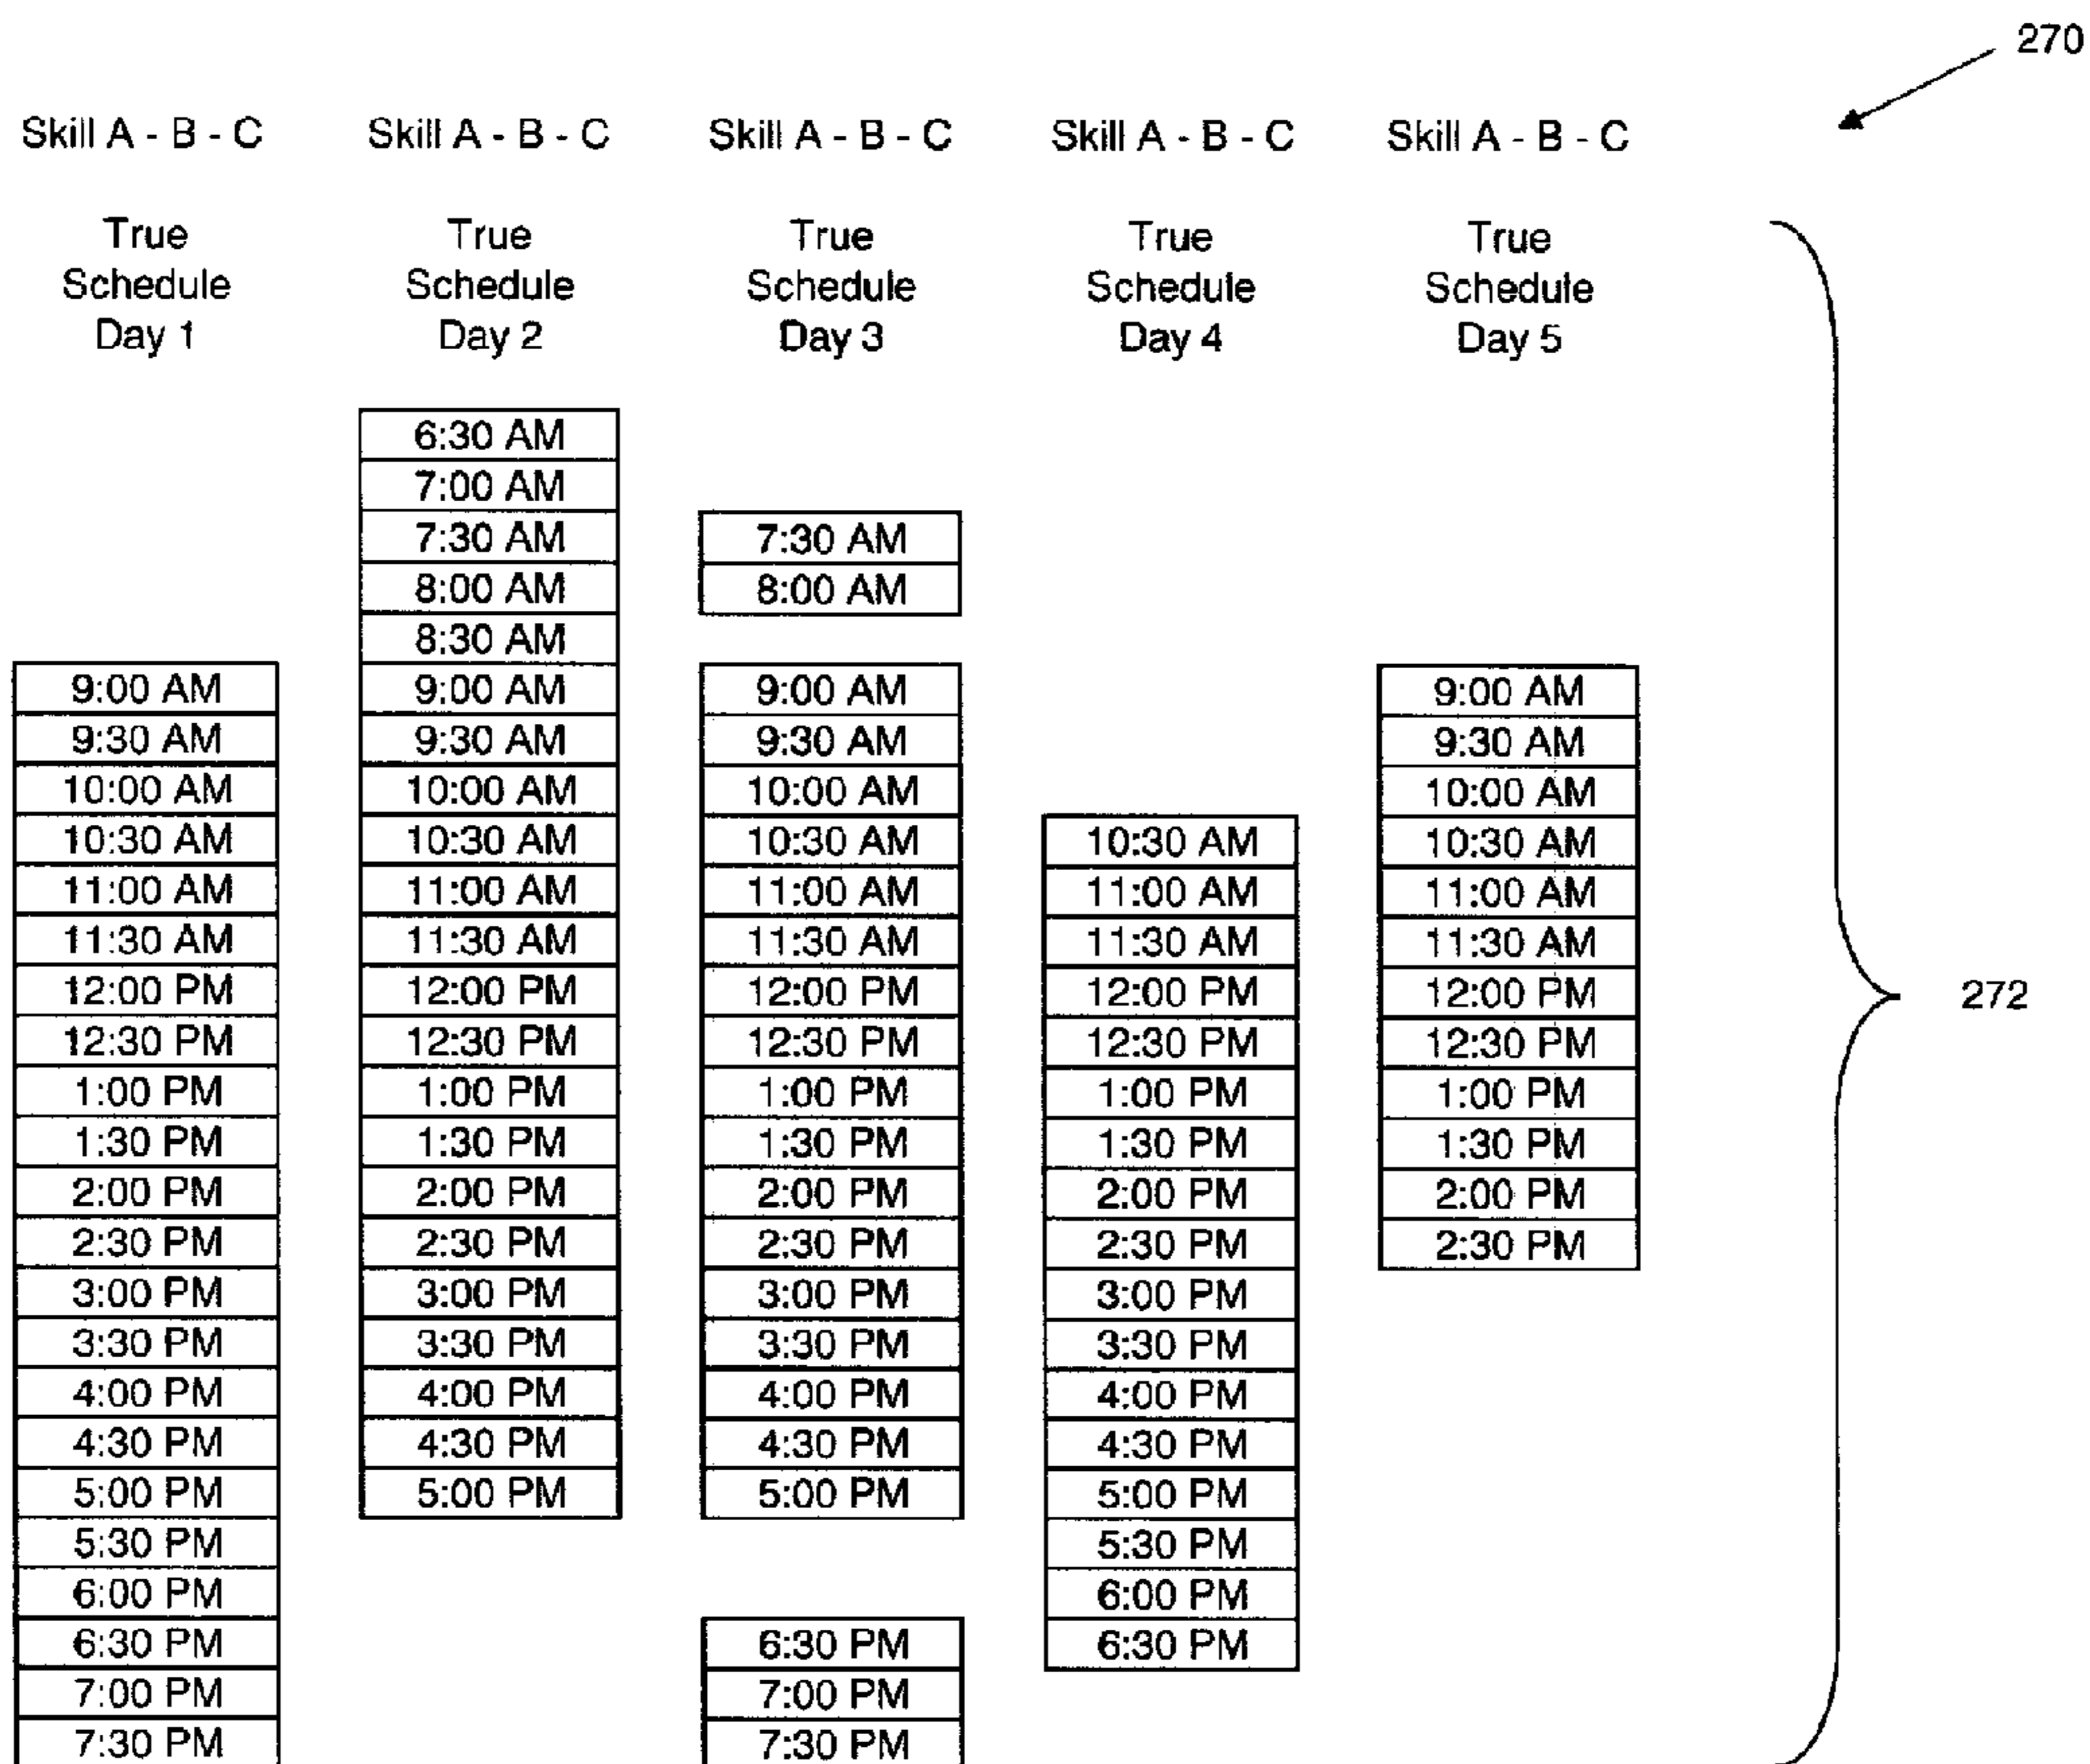 270
Skill A - B - C Skill A - B - C Skill A - B - C Skill A - B - C Skill A - B - C
True True True True True
Schedule Schedule Schedule Schedule Schedule
Day 1 Day 2 Day 3 Day 4 Day 5
6:30 AM
7:00 AM
7:30 AM 7:30 AM
8:00 AM 8:00 AM
8:30 AM
9:00 AM 9:00 AM 9:00 AM 9:00 AM
9:30 AM 9:30 AM 9:30 AM 9:30 AM
10:00 AM 10:00 AM 10:00 AM 10:00 AM
10:30 AM 10:30 AM 10:30 AM 10:30 AM 10:30 AM
11:00 AM 11:00 AM 11:00 AM 11:00 AM 11:00 AM
11:30 AM 11:30 AM 11:30 AM 11:30 AM 11:30 AM
12:00 PM 12:00 PM 12:00 PM 12:00 PM 12:00 PM 272
12:30 PM 12:30 PM 12:30 PM 12:30 PM 12:30 PM
1:00 PM 1:00 PM 1:00 PM 1:00 PM 1:00 PM
1:30 PM 1:30 PM 1:30 PM 1:30 PM 1:30 PM
2:00 PM 2:00 PM 2:00 PM 2:00 PM 2:00 PM
2:30 PM 2:30 PM 2:30 PM 2:30 PM 2:30 PM
3:00 PM 3:00 PM 3:00 PM 3:00 PM
3:30 PM 3:30 PM 3:30 PM 3:30 PM
4:00 PM 4:00 PM 4:00 PM 4:00 PM
4:30 PM 4:30 PM 4:30 PM 4:30 PM
5:00 PM 5:00 PM 5:00 PM 5:00 PM
5:30 PM 5:30 PM
6:00 PM 6:00 PM
6:30 PM 6:30 PM 6:30 PM
7:00 PM 7:00 PM
7:30 PM 7:30 PM